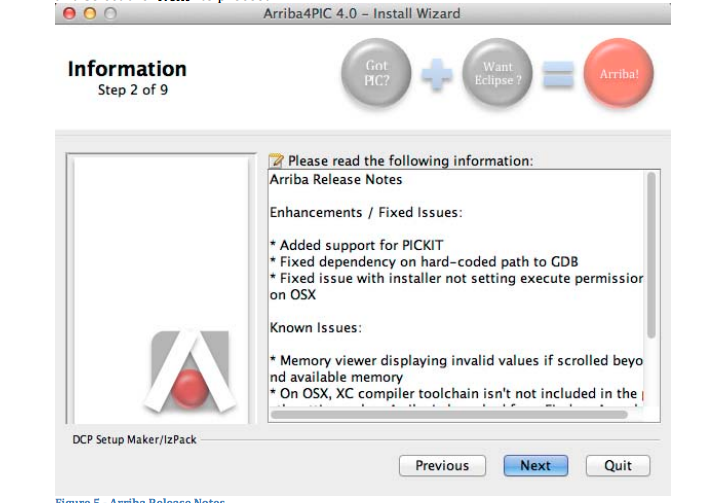 Arriba4PIC 4.0 – Install Wizard
Information
Step 2 of 9
Got
PIC?
Want
Eclipse ?
Arriba!
Please read the following information:
Arriba Release Notes
Enhancements / Fixed Issues:
* Added support for PICKIT
* Fixed dependency on hard-coded path to GDB
* Fixed issue with installer not setting execute permission
on OSX
Known Issues:
* Memory viewer displaying invalid values if scrolled beyo
nd available memory
* On OSX, XC compiler toolchain isn't not included in the
DCP Setup Maker/IzPack
Previous
Next
Quit
Figure 5 - Arriba Release Notes